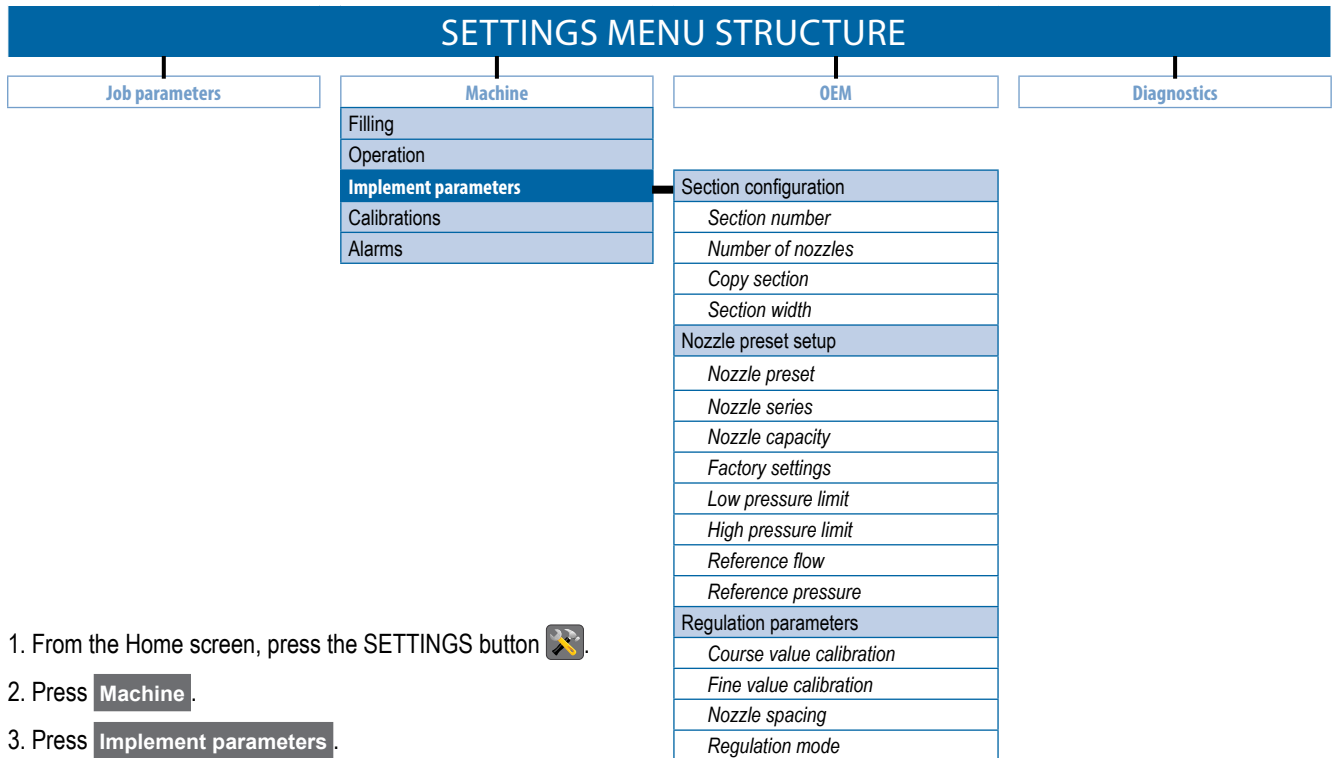 SETTINGS MENU STRUCTURE
Job parameters
Machine
OEM
Diagnostics
Filling
Operation
Implement parameters
Calibrations
Alarms
Section configuration
Section number
Number of nozzles
Copy section
Section width
Nozzle preset setup
Nozzle preset
Nozzle series
Nozzle capacity
Factory settings
Low pressure limit
High pressure limit
Reference flow
Reference pressure
Regulation parameters
Course value calibration
Fine value calibration
Nozzle spacing
Regulation mode
1. From the Home screen, press the SETTINGS button .
2. Press Machine .
3. Press Implement parameters .